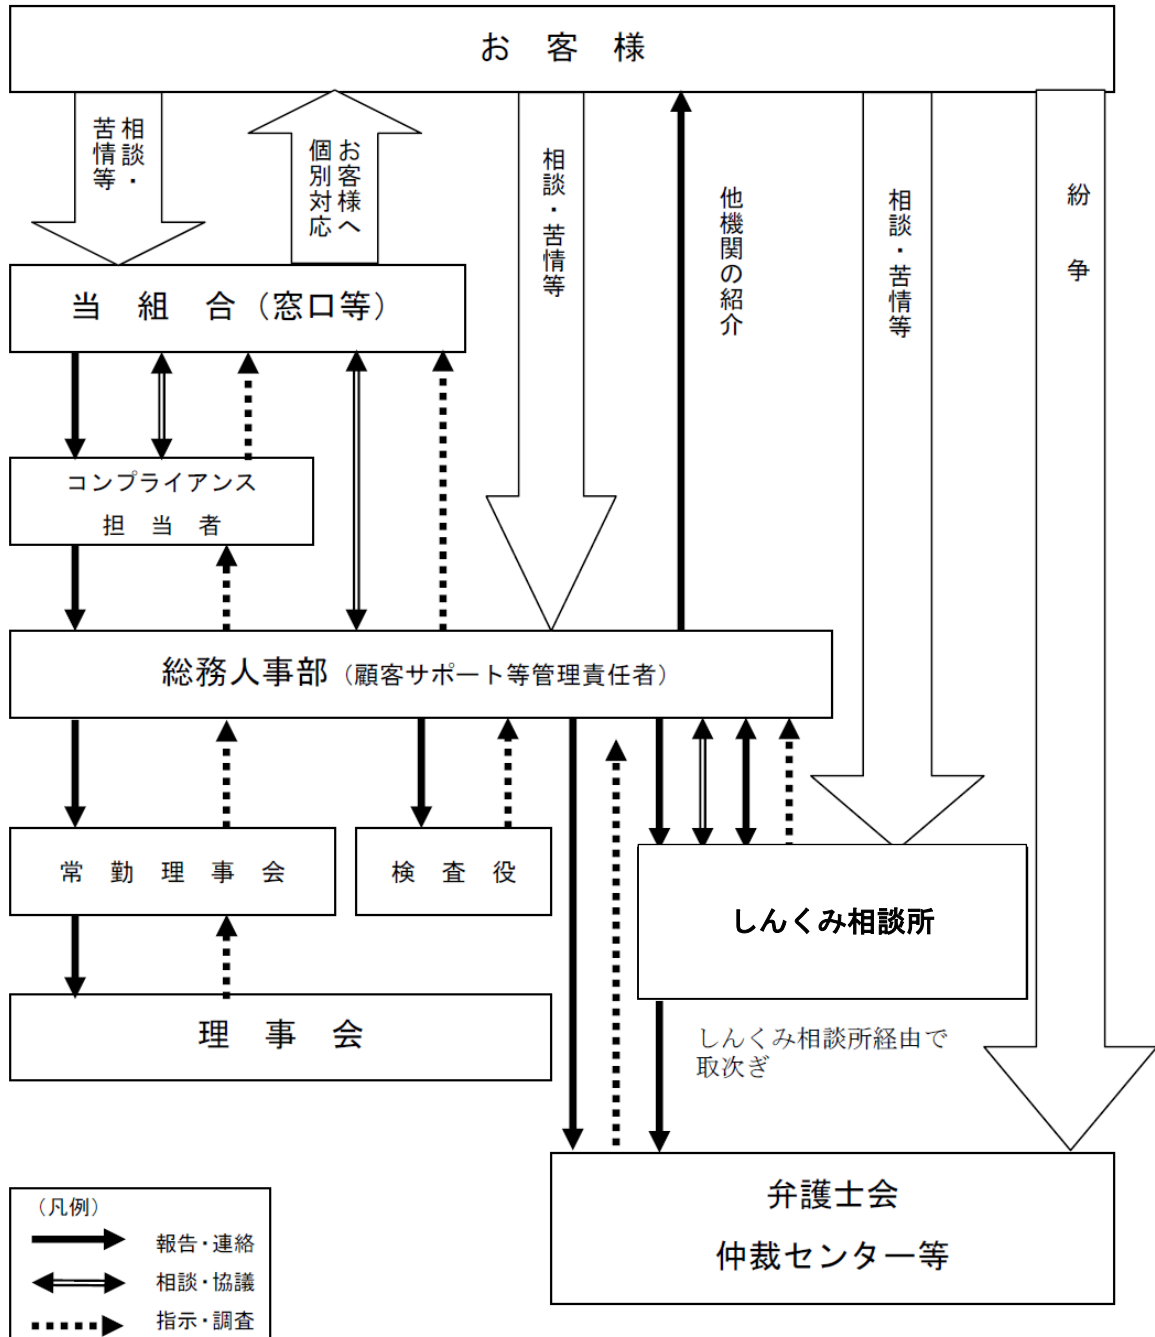 お　客　様
相談・
苦情等
お客様へ
個別対応
相談・苦情等
他機関の紹介
相談・苦情等
紛　争
当　組　合（窓口等）
コンプライアンス
担　当　者
総務人事部（顧客サポート等管理責任者）
常　勤　理　事　会
検　査　役
しんくみ相談所
理　事　会
しんくみ相談所経由で
取次ぎ
弁護士会
仲裁センター等
（凡例）
報告・連絡
相談・協議
指示・調査